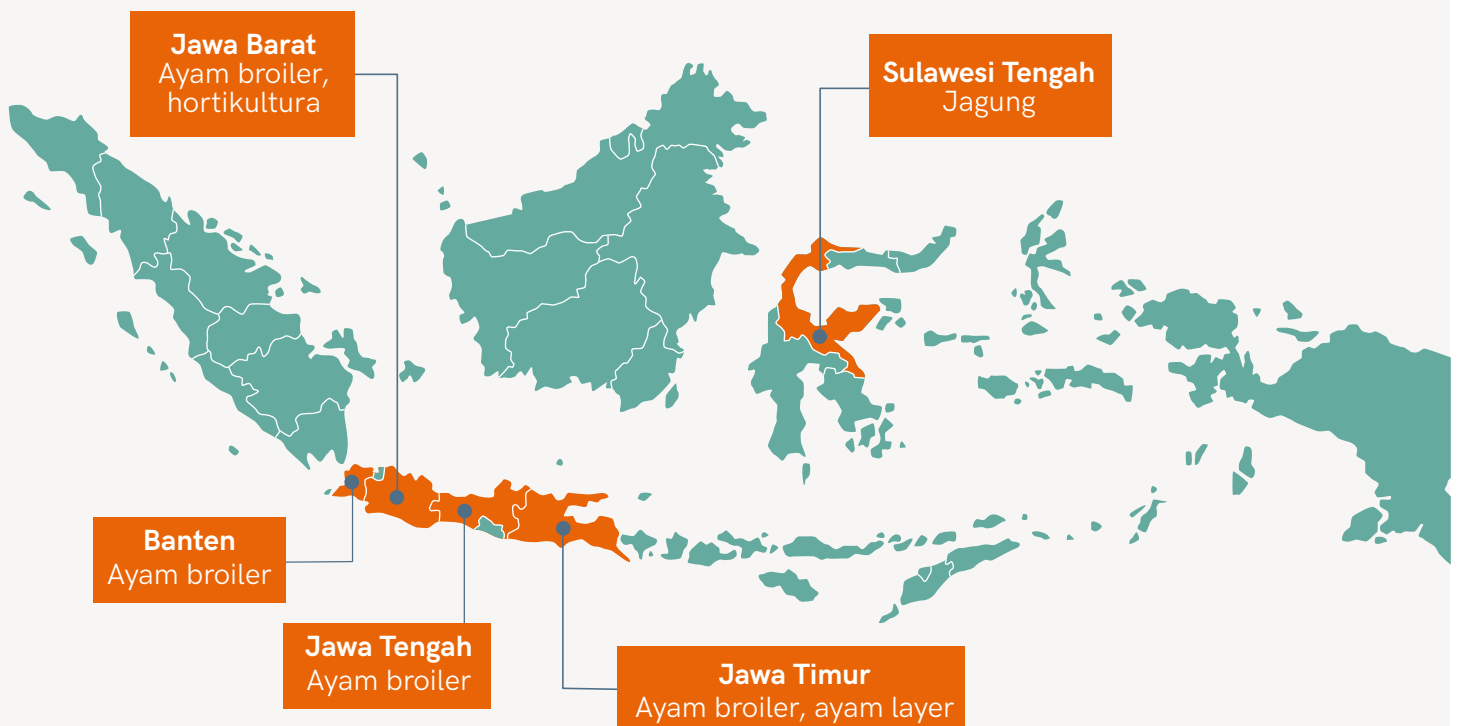 Jawa Barat
Ayam broiler,
hortikultura
Sulawesi Tengah
Jagung
Banten
Ayam broiler
Jawa Tengah
Ayam broiler
Jawa Timur
Ayam broiler, ayam layer